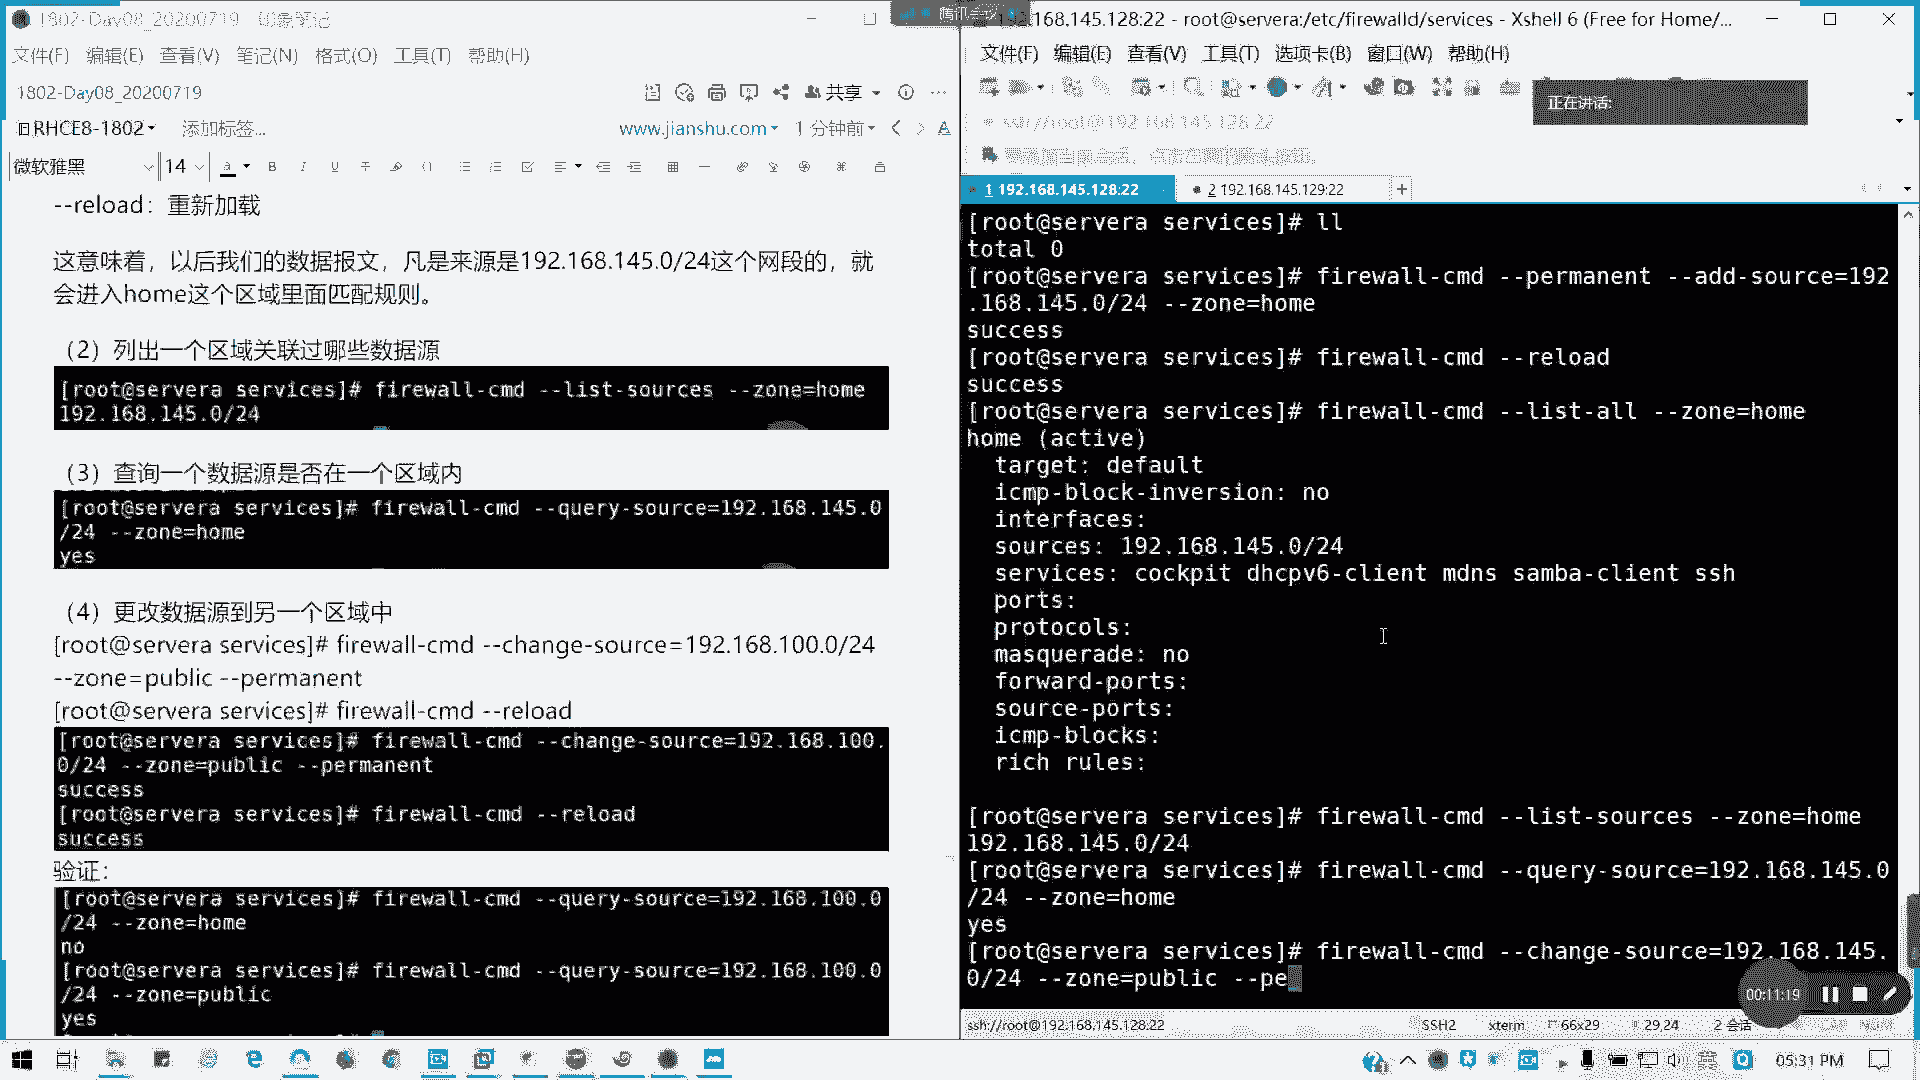 1802-Day08_20200719 - 印象笔记
文件(F) 编辑(E) 查看(V) 笔记(N) 格式(O) 工具(T) 帮助(H)
1802-Day08_20200719
共享
RHCE8-1802
添加标签...
www.jianshu.com
1 分钟前
微软雅黑
14
--reload：重新加载
这意味着，以后我们的数据报文，凡是来源是192.168.145.0/24这个网段的，就
会进入home这个区域里面匹配规则。
（2）列出一个区域关联过哪些数据源
[root@servera services]# firewall-cmd --list-sources --zone=home
192.168.145.0/24
（3）查询一个数据源是否在一个区域内
[root@servera services]# firewall-cmd --query-source=192.168.145.0
/24 --zone=home
yes
（4）更改数据源到另一个区域中
[root@servera services]# firewall-cmd --change-source=192.168.100.0/24
--zone=public --permanent
[root@servera services]# firewall-cmd --reload
[root@servera services]# firewall-cmd --change-source=192.168.100.
0/24 --zone=public --permanent
success
[root@servera services]# firewall-cmd --reload
success
验证：
[root@servera services]# firewall-cmd --query-source=192.168.100.0
/24 --zone=home
no
[root@servera services]# firewall-cmd --query-source=192.168.100.0
/24 --zone=public
yes
腾讯会议
.168.145.128:22 - root@servera:/etc/firewalld/services - Xshell 6 (Free for Home/...
文件(F) 编辑(E) 查看(V) 工具(T) 选项卡(B) 窗口(W) 帮助(H)
正在讲话:
ssh://root@192.168.145.128:22
1 192.168.145.128:22
2 192.168.145.129:22
[root@servera services]# ll
total 0
[root@servera services]# firewall-cmd --permanent --add-source=192
.168.145.0/24 --zone=home
success
[root@servera services]# firewall-cmd --reload
success
[root@servera services]# firewall-cmd --list-all --zone=home
home (active)
target: default
icmp-block-inversion: no
interfaces:
sources: 192.168.145.0/24
services: cockpit dhcpv6-client mdns samba-client ssh
ports:
protocols:
masquerade: no
forward-ports:
source-ports:
icmp-blocks:
rich rules:
[root@servera services]# firewall-cmd --list-sources --zone=home
192.168.145.0/24
[root@servera services]# firewall-cmd --query-source=192.168.145.0
/24 --zone=home
yes
[root@servera services]# firewall-cmd --change-source=192.168.145.
0/24 --zone=public --pe
00:11:19
ssh://root@192.168.145.128:22
SSH2
xterm
66x29
29,24
2 会话
CAP NUM
英
05:31 PM